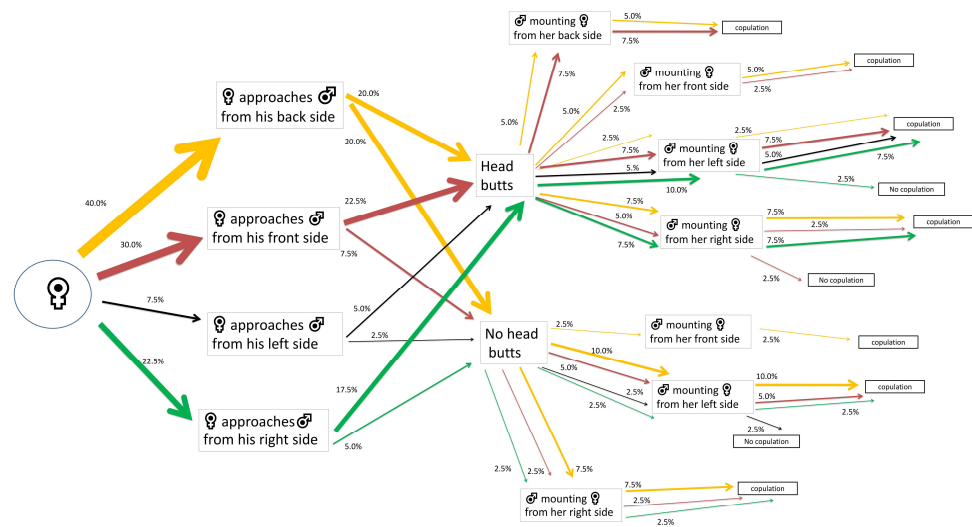 ♂ mounting ♀
from her back side
5.0%
7.5%
copulation
♀ approaches ♂
from his back side
20.0%
20.0%
7.5%
5.0%
5.0%
2.5%
♂ mounting ♀
from her front side
5.0%
2.5%
copulation
Head
butts
2.5%
7.5%
5.%
10.0%
♂ mounting ♀
from her left side
2.5%
7.5%
5.0%
7.5%
2.5%
copulation
No copulation
40.0%
30.0%
7.5%
22.5%
♀ approaches ♂
from his front side
22.5%
7.5%
7.5%
5.0%
7.5%
♂ mounting ♀
from her right side
7.5%
2.5%
7.5%
2.5%
copulation
No copulation
♀ approaches ♂
from his left side
5.0%
2.5%
No head
butts
2.5%
♂ mounting ♀
from her front side
2.5%
copulation
10.0%
5.0%
2.5%
2.5%
♂ mounting ♀
from her left side
10.0%
5.0%
2.5%
2.5%
copulation
No copulation
♀ approaches ♂
from his right side
17.5%
5.0%
2.5%
2.5%
7.5%
♂ mounting ♀
from her right side
7.5%
2.5%
2.5%
copulation